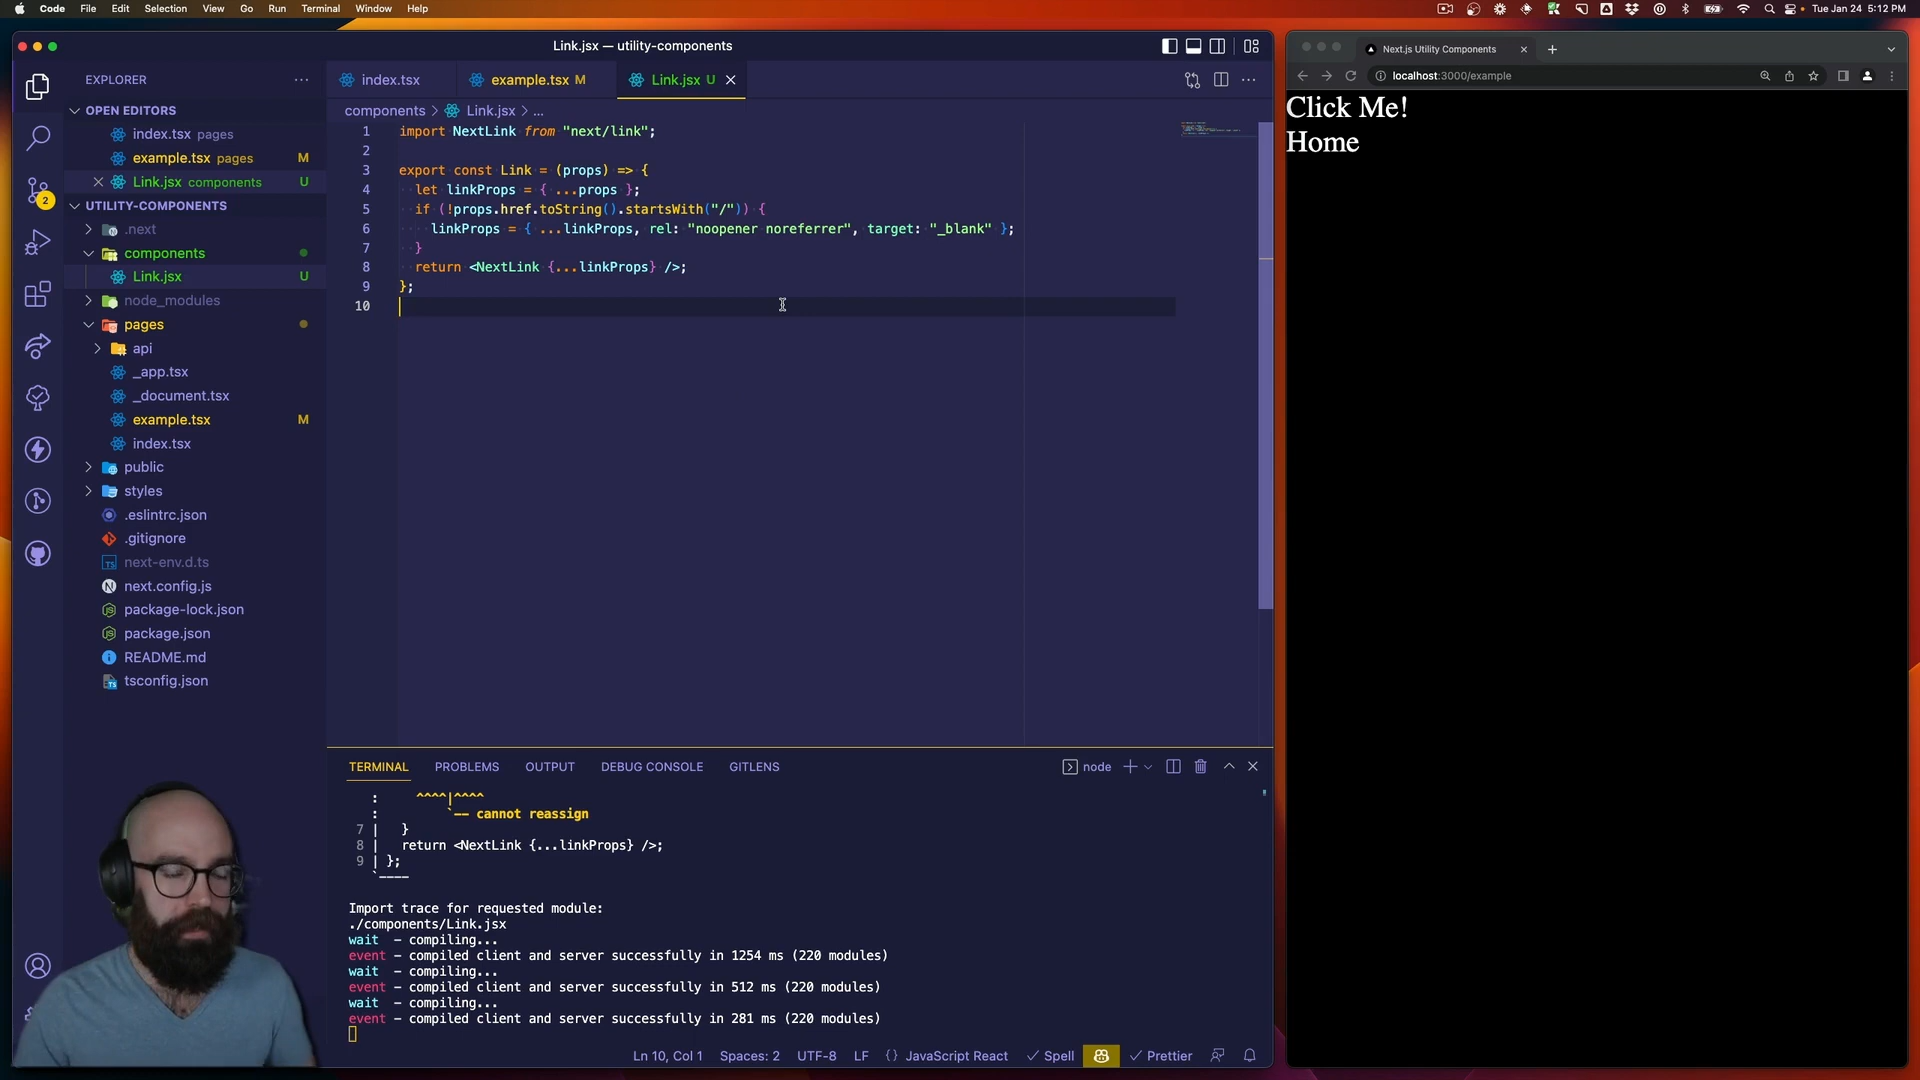 Code File Edit Selection View Go Run Terminal Window Help
Tue Jan 24 5:12 PM
Link.jsx — utility-components
EXPLORER
OPEN EDITORS
index.tsx pages
example.tsx pages M
Link.jsx components U
UTILITY-COMPONENTS
.next
components
Link.jsx U
node_modules
pages
api
_app.tsx
_document.tsx
example.tsx M
index.tsx
public
styles
.eslintrc.json
.gitignore
next-env.d.ts
next.config.js
package-lock.json
package.json
README.md
tsconfig.json
2
index.tsx example.tsx M Link.jsx U
components > Link.jsx > ...
1 import NextLink from "next/link";
2
3 export const Link = (props) => {
4 let linkProps = { ...props };
5 if (!props.href.toString().startsWith("/")) {
6 linkProps = { ...linkProps, rel: "noopener noreferrer", target: "_blank" };
7 }
8 return <NextLink {...linkProps} />;
9 };
10
TERMINAL PROBLEMS OUTPUT DEBUG CONSOLE GITLENS
node
: ^^^^|^^^^
: `-- cannot reassign
7 | }
8 | return <NextLink {...linkProps} />;
9 | };
`----
Import trace for requested module:
./components/Link.jsx
wait - compiling...
event - compiled client and server successfully in 1254 ms (220 modules)
wait - compiling...
event - compiled client and server successfully in 512 ms (220 modules)
wait - compiling...
event - compiled client and server successfully in 281 ms (220 modules)
Ln 10, Col 1 Spaces: 2 UTF-8 LF {} JavaScript React Spell Prettier
Next.js Utility Components
localhost:3000/example
Click Me!
Home